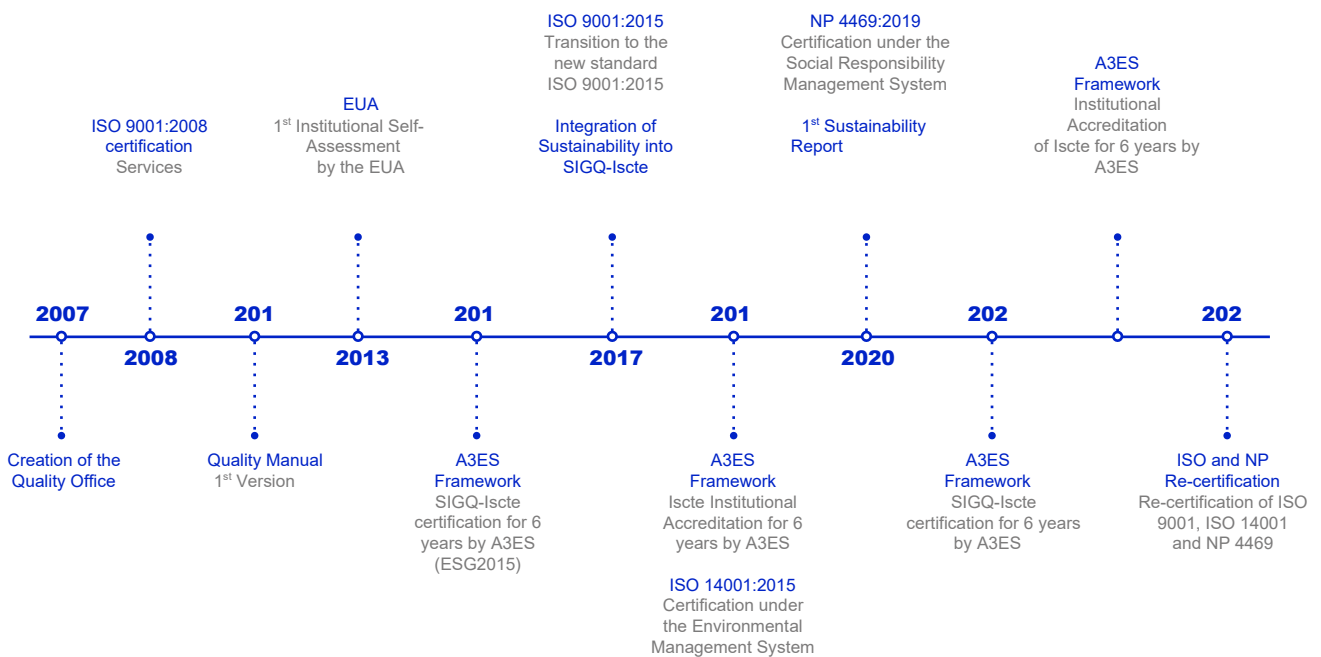 ISO 9001:2008
certification
Services
EUA
1st Institutional Self-
Assessment
by the EUA
ISO 9001:2015
Transition to the
new standard
ISO 9001:2015
Integration of
Sustainability into
SIGQ-Iscte
NP 4469:2019
Certification under the
Social Responsibility
Management System
1st Sustainability
Report
A3ES
Framework
Institutional
Accreditation
of Iscte for 6 years by
A3ES
2007
201
201
201
202
202
2008
2013
2017
2020
Creation of the
Quality Office
Quality Manual
1st Version
A3ES
Framework
SIGQ-Iscte
certification for 6
years by A3ES
(ESG2015)
A3ES
Framework
Iscte Institutional
Accreditation for 6
years by A3ES
ISO 14001:2015
Certification under
the Environmental
Management System
A3ES
Framework
SIGQ-Iscte
certification for 6 years
by A3ES
ISO and NP
Re-certification
Re-certification of ISO
9001, ISO 14001
and NP 4469